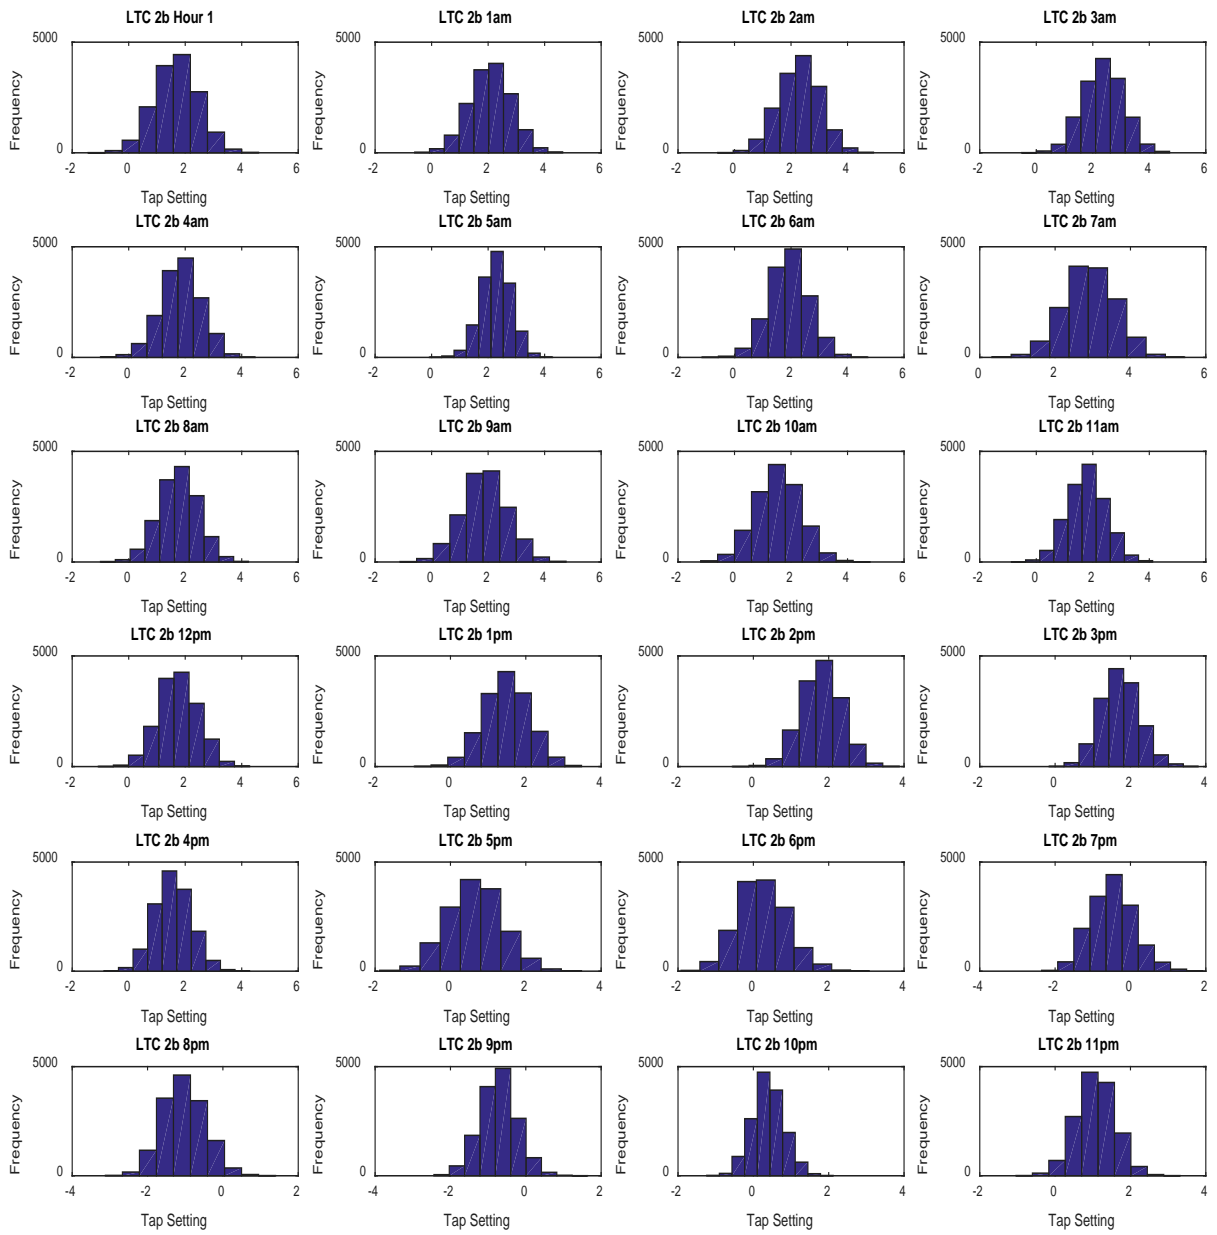 LTC 2b Hour 1 LTC 2b 1am LTC 2b 2am LTC 2b 3am
5000 5000 5000 5000
Frequency Frequency Frequency Frequency
0 0 0 0
-2 0 2 4 6 -2 0 2 4 6 -2 0 2 4 6 -2 0 2 4 6
Tap Setting Tap Setting Tap Setting Tap Setting
LTC 2b 4am LTC 2b 5am LTC 2b 6am LTC 2b 7am
5000 5000 5000 5000
Frequency Frequency Frequency Frequency
0 0 0 0
-2 0 2 4 6 -2 0 2 4 6 -2 0 2 4 6 0 2 4 6
Tap Setting Tap Setting Tap Setting Tap Setting
LTC 2b 8am LTC 2b 9am LTC 2b 10am LTC 2b 11am
5000 5000 5000 5000
Frequency Frequency Frequency Frequency
0 0 0 0
-2 0 2 4 6 -2 0 2 4 6 -2 0 2 4 6 -2 0 2 4 6
Tap Setting Tap Setting Tap Setting Tap Setting
LTC 2b 12pm LTC 2b 1pm LTC 2b 2pm LTC 2b 3pm
5000 5000 5000 5000
Frequency Frequency Frequency Frequency
0 0 0 0
-2 0 2 4 6 -2 0 2 4 -2 0 2 4 -2 0 2 4
Tap Setting Tap Setting Tap Setting Tap Setting
LTC 2b 4pm LTC 2b 5pm LTC 2b 6pm LTC 2b 7pm
5000 5000 5000 5000
Frequency Frequency Frequency Frequency
0 0 0 0
-2 0 2 4 6 -2 0 2 4 -2 0 2 4 -4 -2 0 2
Tap Setting Tap Setting Tap Setting Tap Setting
LTC 2b 8pm LTC 2b 9pm LTC 2b 10pm LTC 2b 11pm
5000 5000 5000 5000
Frequency Frequency Frequency Frequency
0 0 0 0
-4 -2 0 2 -4 -2 0 2 -2 0 2 4 -2 0 2 4
Tap Setting Tap Setting Tap Setting Tap Setting